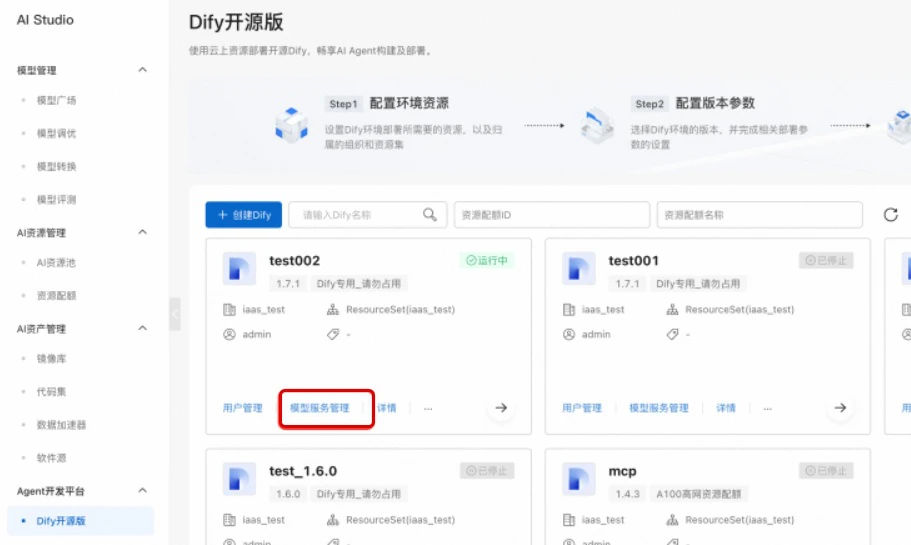 AI Studio
模型管理
模型广场
模型调优
模型转换
模型评测
AI资源管理
AI资源池
资源配额
AI资产管理
镜像库
代码集
数据加速器
软件源
Agent开发平台
Dify开源版
Dify开源版
使用云上资源部署开源Dify，畅享AI Agent构建及部署。
Step1 配置环境资源
设置Dify环境部署所需要的资源，以及归
属的组织和资源集
Step2 配置版本参数
选择Dify环境的版本，并完成相关部署参
数的设置
+ 创建Dify 请输入Dify名称 资源配额ID 资源配额名称
test002 运行中
1.7.1 Dify专用_请勿占用
iaas_test ResourceSet(iaas_test)
admin -
用户管理 模型服务管理 详情 ...
test001 已停止
1.7.1 Dify专用_请勿占用
iaas_test ResourceSet(iaas_test)
admin -
用户管理 模型服务管理 详情 ...
用
test_1.6.0 已停止
1.6.0 Dify专用_请勿占用
iaas_test ResourceSet(iaas_test)
admin
mcp 已停止
1.4.3 A100高网资源配额
iaas_test ResourceSet(iaas_test)
admin